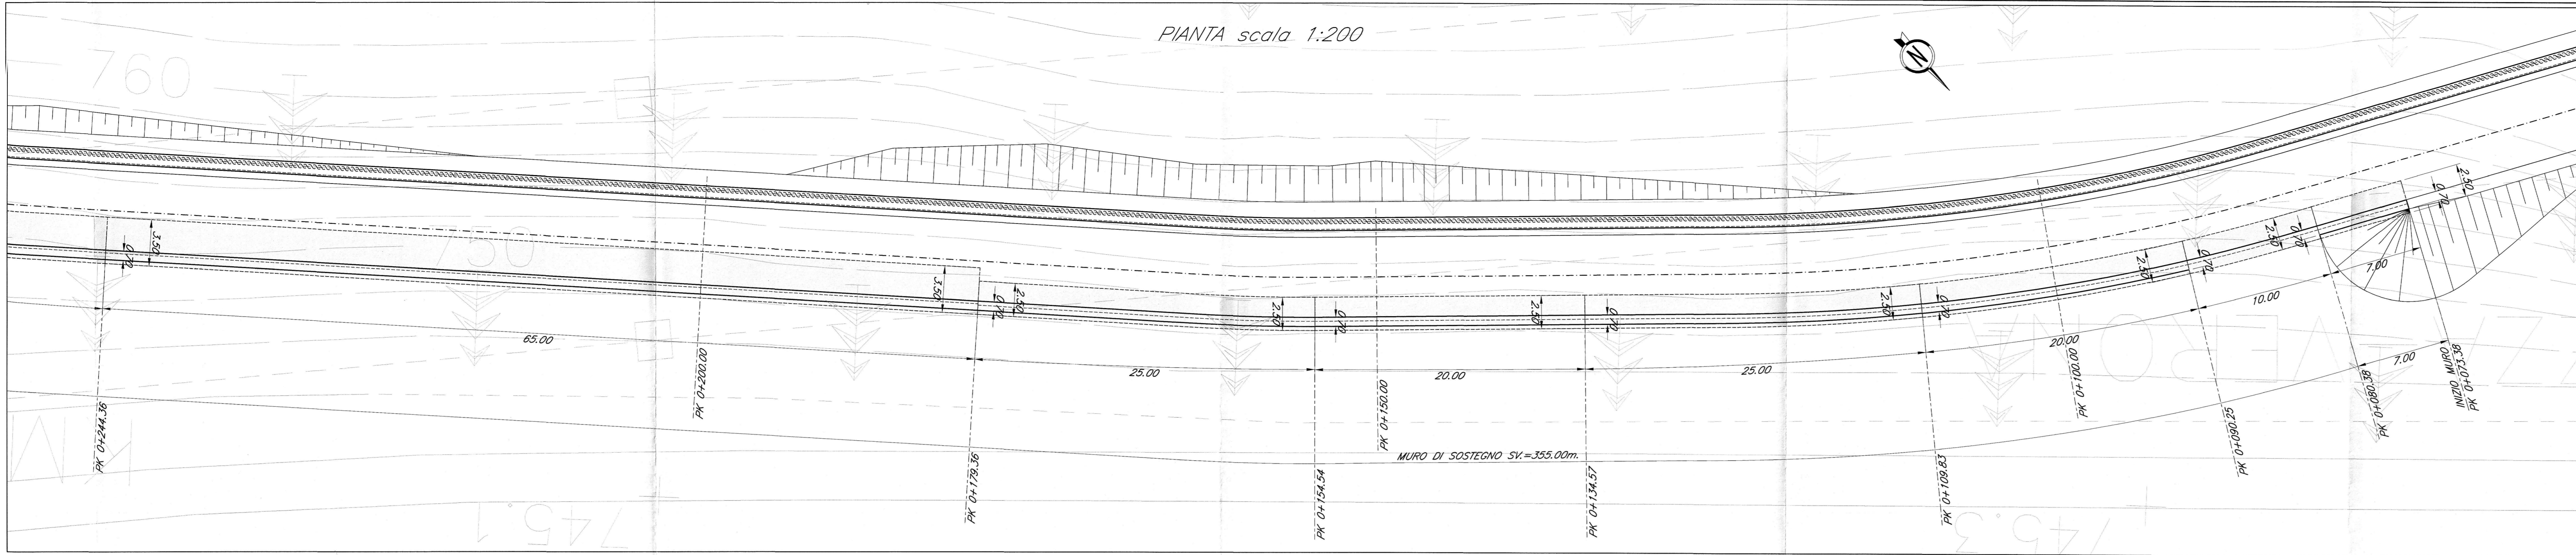 PIANTA scala 1:200
N
760
750
3.50
0.70
3.50
0.70
2.50
2.50
0.70
2.50
0.70
2.50
0.70
2.50
0.70
2.50
0.70
2.50
0.70
65.00
25.00
20.00
25.00
20.00
10.00
7.00
7.00
PK 0+244.36
PK 0+200.00
PK 0+179.36
PK 0+154.54
PK 0+150.00
PK 0+134.57
PK 0+109.83
PK 0+100.00
PK 0+090.25
PK 0+080.38
INIZIO MURO
PK 0+073.38
MURO DI SOSTEGNO SV.=355.00m.
VERONA
745.1
745.3